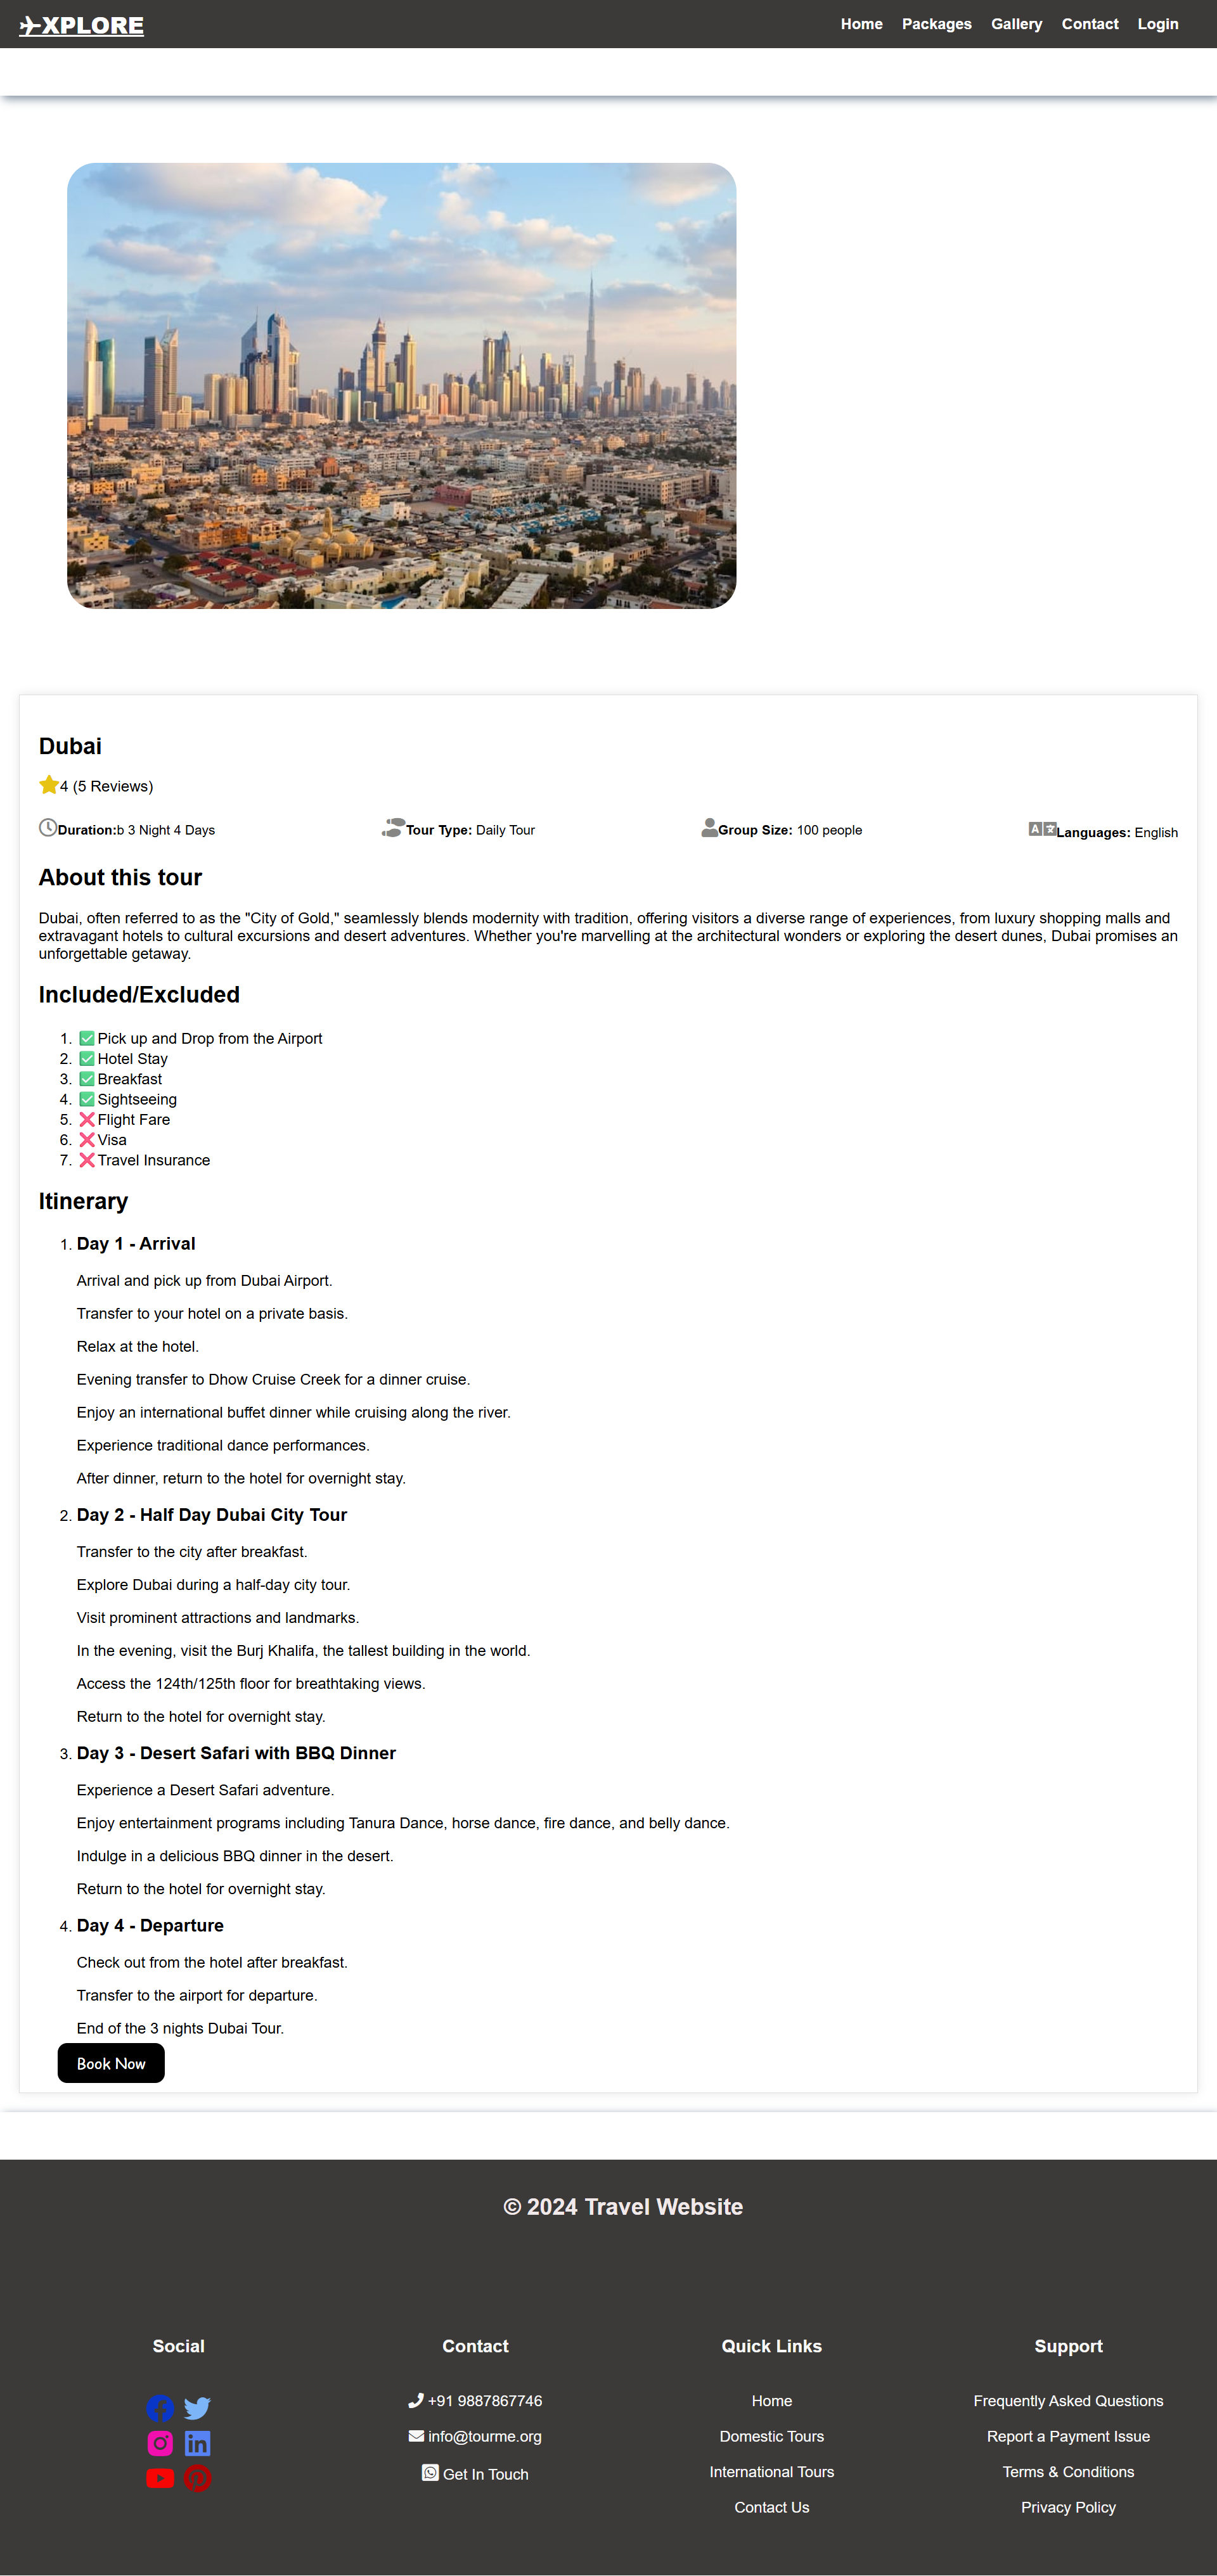 XPLORE
Home Packages Gallery Contact Login
Dubai
4 (5 Reviews)
Duration:b 3 Night 4 Days Tour Type: Daily Tour Group Size: 100 people Languages: English
About this tour
Dubai, often referred to as the "City of Gold," seamlessly blends modernity with tradition, offering visitors a diverse range of experiences, from luxury shopping malls and
extravagant hotels to cultural excursions and desert adventures. Whether you're marvelling at the architectural wonders or exploring the desert dunes, Dubai promises an
unforgettable getaway.
Included/Excluded
1. ✅Pick up and Drop from the Airport
2. ✅Hotel Stay
3. ✅Breakfast
4. ✅Sightseeing
5. ❌Flight Fare
6. ❌Visa
7. ❌Travel Insurance
Itinerary
1. Day 1 - Arrival
Arrival and pick up from Dubai Airport.
Transfer to your hotel on a private basis.
Relax at the hotel.
Evening transfer to Dhow Cruise Creek for a dinner cruise.
Enjoy an international buffet dinner while cruising along the river.
Experience traditional dance performances.
After dinner, return to the hotel for overnight stay.
2. Day 2 - Half Day Dubai City Tour
Transfer to the city after breakfast.
Explore Dubai during a half-day city tour.
Visit prominent attractions and landmarks.
In the evening, visit the Burj Khalifa, the tallest building in the world.
Access the 124th/125th floor for breathtaking views.
Return to the hotel for overnight stay.
3. Day 3 - Desert Safari with BBQ Dinner
Experience a Desert Safari adventure.
Enjoy entertainment programs including Tanura Dance, horse dance, fire dance, and belly dance.
Indulge in a delicious BBQ dinner in the desert.
Return to the hotel for overnight stay.
4. Day 4 - Departure
Check out from the hotel after breakfast.
Transfer to the airport for departure.
End of the 3 nights Dubai Tour.
Book Now
© 2024 Travel Website
Social
Contact
+91 9887867746
info@tourme.org
Get In Touch
Quick Links
Home
Domestic Tours
International Tours
Contact Us
Support
Frequently Asked Questions
Report a Payment Issue
Terms & Conditions
Privacy Policy